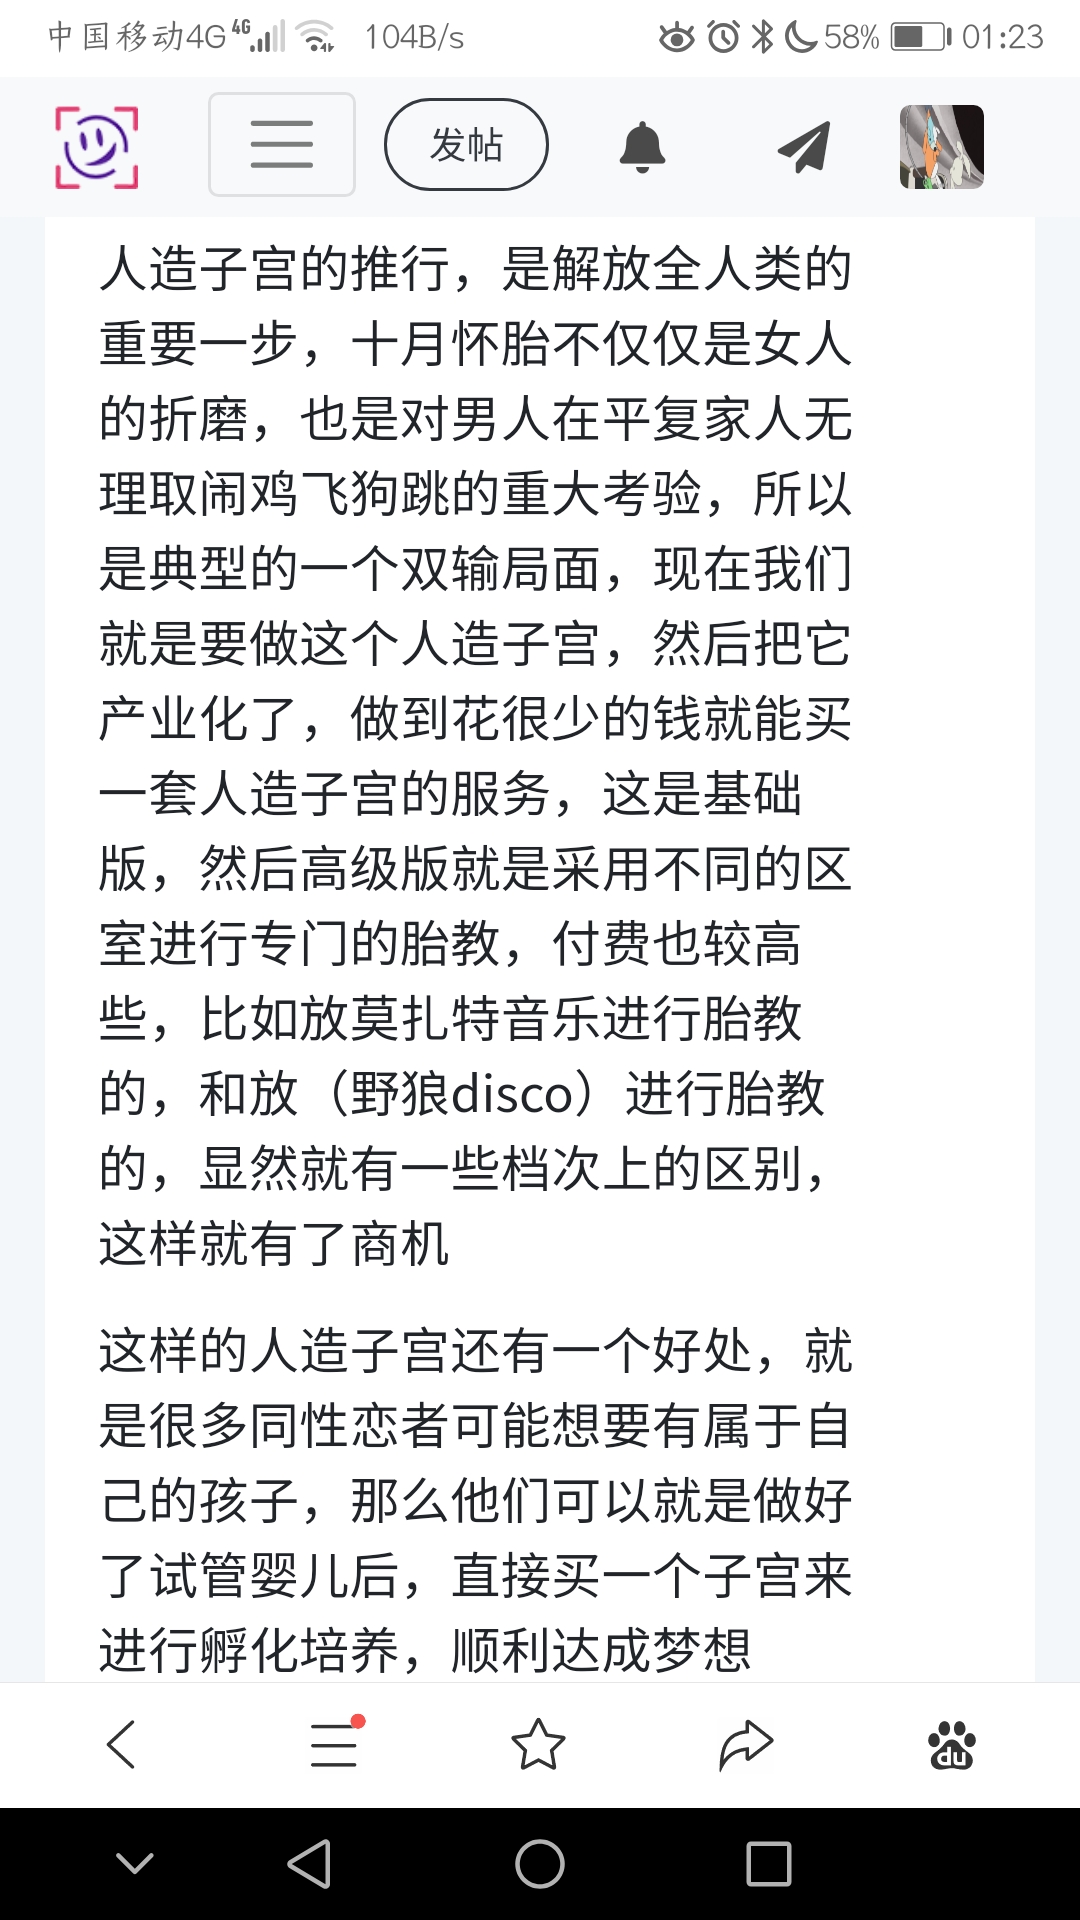 中国移动4G 4G 104B/s 58% 01:23
发帖
人造子宫的推行，是解放全人类的
重要一步，十月怀胎不仅仅是女人
的折磨，也是对男人在平复家人无
理取闹鸡飞狗跳的重大考验，所以
是典型的一个双输局面，现在我们
就是要做这个人造子宫，然后把它
产业化了，做到花很少的钱就能买
一套人造子宫的服务，这是基础
版，然后高级版就是采用不同的区
室进行专门的胎教，付费也较高
些，比如放莫扎特音乐进行胎教
的，和放（野狼disco）进行胎教
的，显然就有一些档次上的区别，
这样就有了商机
这样的人造子宫还有一个好处，就
是很多同性恋者可能想要有属于自
己的孩子，那么他们可以就是做好
了试管婴儿后，直接买一个子宫来
进行孵化培养，顺利达成梦想
du